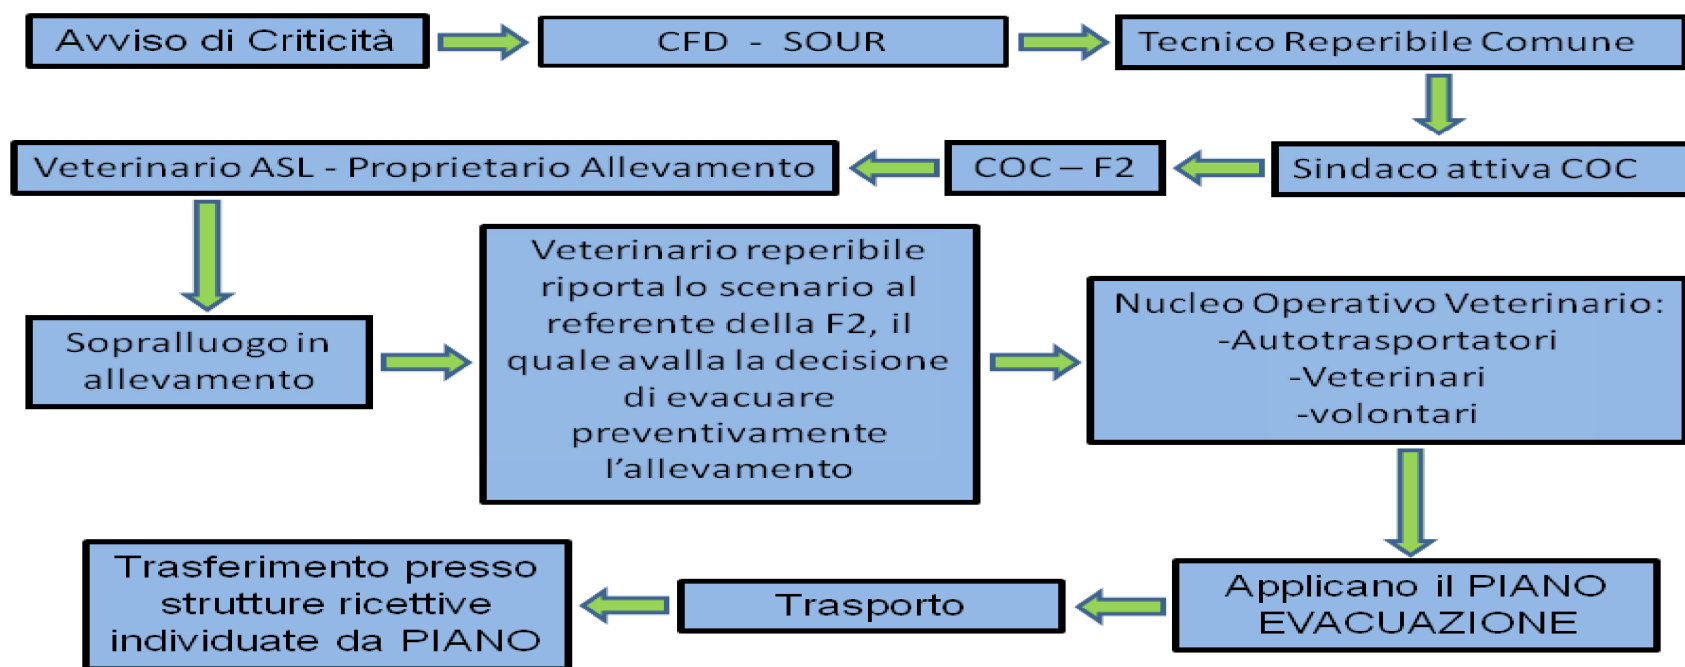 Avviso di Criticità
CFD - SOUR
Tecnico Reperibile Comune
Sindaco attiva COC
COC – F2
Veterinario ASL - Proprietario Allevamento
Sopralluogo in
allevamento
Veterinario reperibile
riporta lo scenario al
referente della F2, il
quale avalla la decisione
di evacuare
preventivamente
l’allevamento
Nucleo Operativo Veterinario:
-Autotrasportatori
-Veterinari
-volontari
Applicano il PIANO
EVACUAZIONE
Trasporto
Trasferimento presso
strutture ricettive
individuate da PIANO